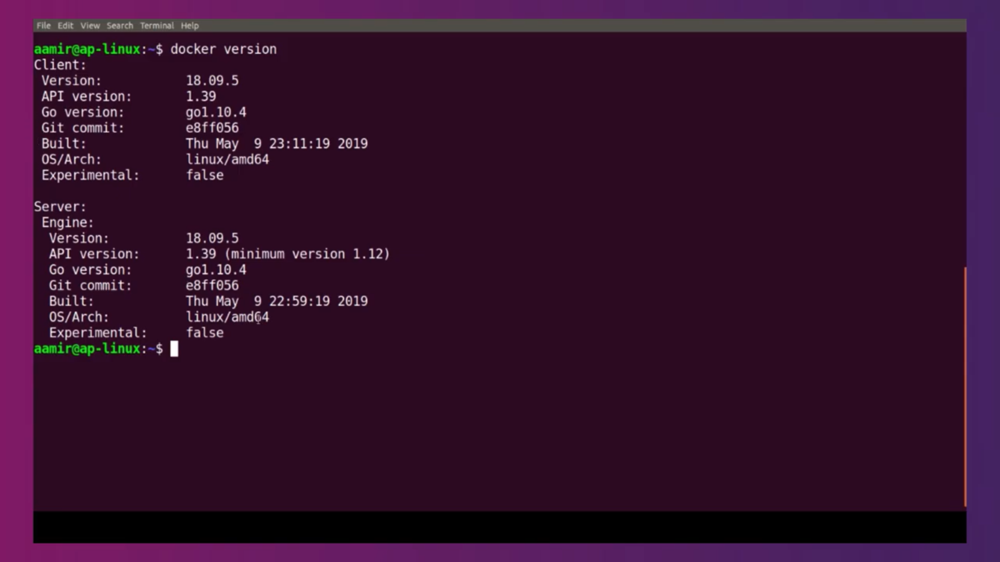 File Edit View Search Terminal Help
aamir@ap-linux:~$ docker version
Client:
 Version:           18.09.5
 API version:       1.39
 Go version:        go1.10.4
 Git commit:        e8ff056
 Built:             Thu May  9 23:11:19 2019
 OS/Arch:           linux/amd64
 Experimental:      false

Server:
 Engine:
  Version:          18.09.5
  API version:      1.39 (minimum version 1.12)
  Go version:       go1.10.4
  Git commit:       e8ff056
  Built:            Thu May  9 22:59:19 2019
  OS/Arch:          linux/amd64
  Experimental:     false
aamir@ap-linux:~$